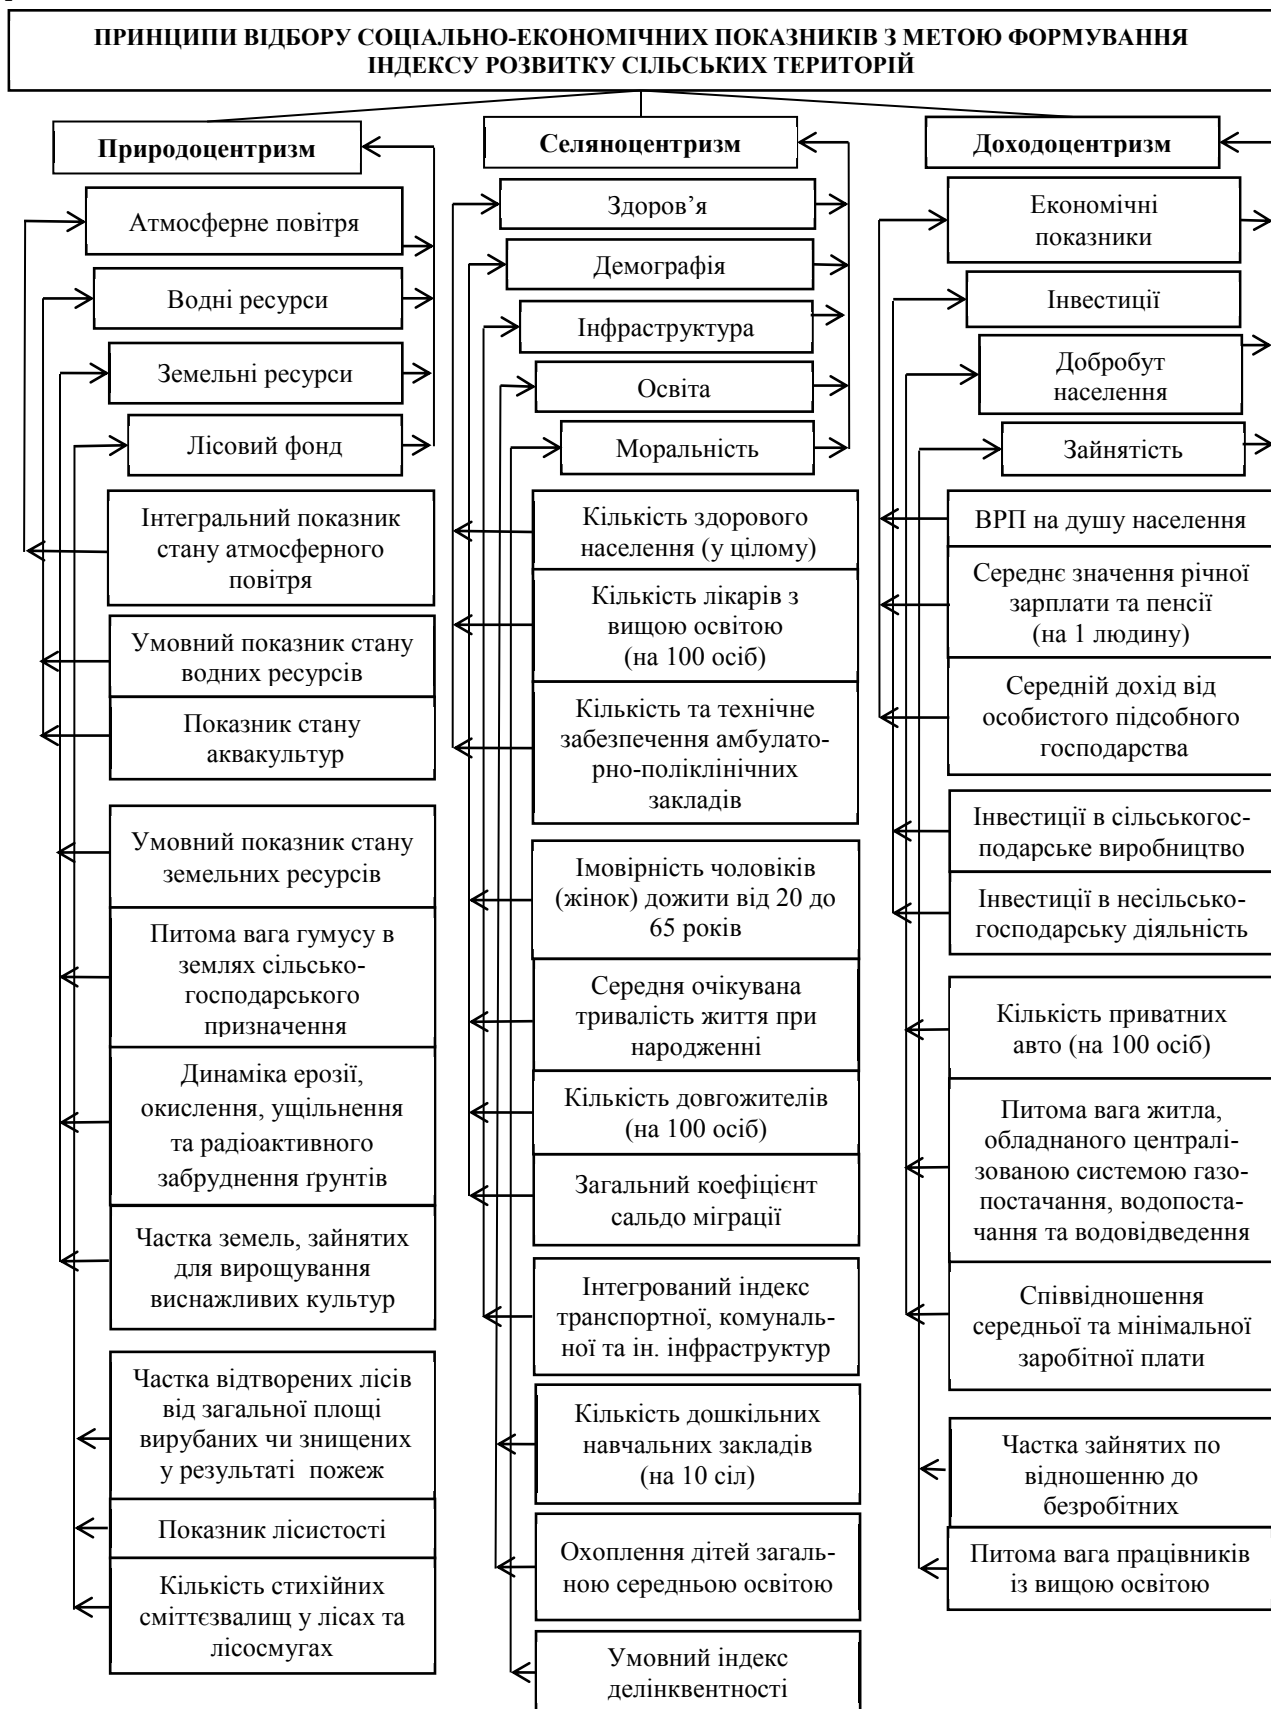 ПРИНЦИПИ ВІДБОРУ СОЦІАЛЬНО-ЕКОНОМІЧНИХ ПОКАЗНИКІВ З МЕТОЮ ФОРМУВАННЯ
ІНДЕКСУ РОЗВИТКУ СІЛЬСЬКИХ ТЕРИТОРІЙ
Природоцентризм
Атмосферне повітря
Водні ресурси
Земельні ресурси
Лісовий фонд
Інтегральний показник
стану атмосферного
повітря
Умовний показник стану
водних ресурсів
Показник стану
аквакультур
Умовний показник стану
земельних ресурсів
Питома вага гумусу в
землях сільсько-
господарського
призначення
Динаміка ерозії,
окислення, ущільнення
та радіоактивного
забруднення ґрунтів
Частка земель, зайнятих
для вирощування
виснажливих культур
Частка відтворених лісів
від загальної площі
вирубаних чи знищених
у результаті пожеж
Показник лісистості
Кількість стихійних
сміттєзвалищ у лісах та
лісосмугах
Селяноцентризм
Здоров’я
Демографія
Інфраструктура
Освіта
Моральність
Кількість здорового
населення (у цілому)
Кількість лікарів з
вищою освітою
(на 100 осіб)
Кількість та технічне
забезпечення амбулато-
рно-поліклінічних
закладів
Імовірність чоловіків
(жінок) дожити від 20 до
65 років
Середня очікувана
тривалість життя при
народженні
Кількість довгожителів
(на 100 осіб)
Загальний коефіцієнт
сальдо міграції
Інтегрований індекс
транспортної, комуналь-
ної та ін. інфраструктур
Кількість дошкільних
навчальних закладів
(на 10 сіл)
Охоплення дітей загаль-
ною середньою освітою
Умовний індекс
делінквентності
Доходоцентризм
Економічні
показники
Інвестиції
Добробут
населення
Зайнятість
ВРП на душу населення
Середнє значення річної
зарплати та пенсії
(на 1 людину)
Середній дохід від
особистого підсобного
господарства
Інвестиції в сільськогос-
подарське виробництво
Інвестиції в несільсько-
господарську діяльність
Кількість приватних
авто (на 100 осіб)
Питома вага житла,
обладнаного централі-
зованою системою газо-
постачання, водопоста-
чання та водовідведення
Співвідношення
середньої та мінімальної
заробітної плати
Частка зайнятих по
відношенню до
безробітних
Питома вага працівників
із вищою освітою